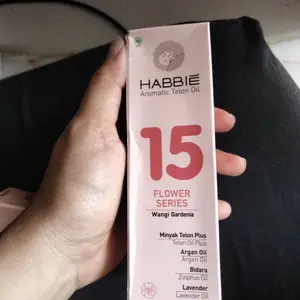 HABBIE
Aromatic Telon Oil
15
FLOWER
SERIES
Wangi Gardenia
Minyak Telon Plus
Telon Oil Plus
Argan Oil
Argan Oil
Bidara
Ziziphus Oil
Lavender
Lavender Oil